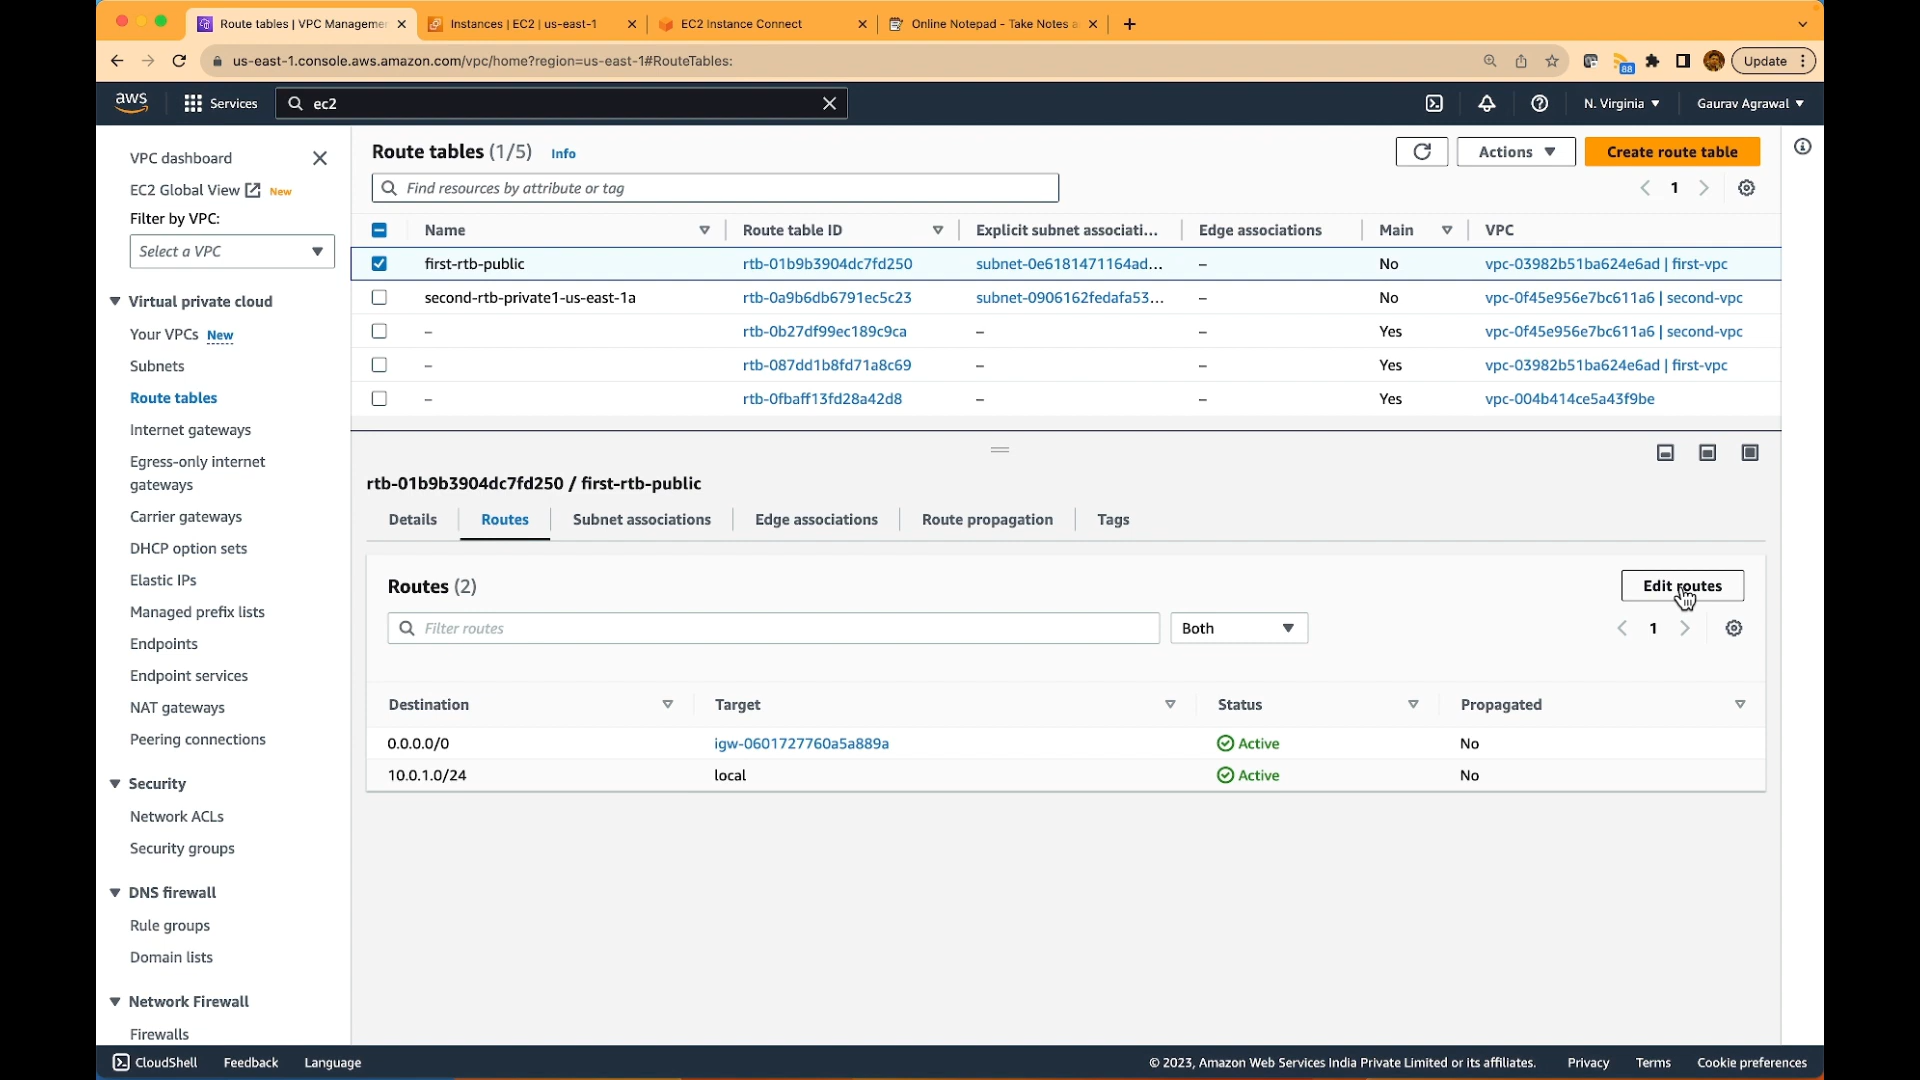 Route tables | VPC Managemen
Instances | EC2 | us-east-1
EC2 Instance Connect
Online Notepad - Take Notes a
us-east-1.console.aws.amazon.com/vpc/home?region=us-east-1#RouteTables:
88
Update
aws
Services
ec2
N. Virginia
Gaurav Agrawal
VPC dashboard
EC2 Global View New
Filter by VPC:
Select a VPC
Virtual private cloud
Your VPCs New
Subnets
Route tables
Internet gateways
Egress-only internet
gateways
Carrier gateways
DHCP option sets
Elastic IPs
Managed prefix lists
Endpoints
Endpoint services
NAT gateways
Peering connections
Security
Network ACLs
Security groups
DNS firewall
Rule groups
Domain lists
Network Firewall
Firewalls
Route tables (1/5) Info
Actions
Create route table
Find resources by attribute or tag
1
Name Route table ID Explicit subnet associati... Edge associations Main VPC
first-rtb-public rtb-01b9b3904dc7fd250 subnet-0e6181471164ad... – No vpc-03982b51ba624e6ad | first-vpc
second-rtb-private1-us-east-1a rtb-0a9b6db6791ec5c23 subnet-0906162fedafa53... – No vpc-0f45e956e7bc611a6 | second-vpc
– rtb-0b27df99ec189c9ca – – Yes vpc-0f45e956e7bc611a6 | second-vpc
– rtb-087dd1b8fd71a8c69 – – Yes vpc-03982b51ba624e6ad | first-vpc
– rtb-0fbaff13fd28a42d8 – – Yes vpc-004b414ce5a43f9be
rtb-01b9b3904dc7fd250 / first-rtb-public
Details Routes Subnet associations Edge associations Route propagation Tags
Routes (2)
Edit routes
Filter routes
Both
1
Destination Target Status Propagated
0.0.0.0/0 igw-0601727760a5a889a Active No
10.0.1.0/24 local Active No
CloudShell Feedback Language
© 2023, Amazon Web Services India Private Limited or its affiliates. Privacy Terms Cookie preferences